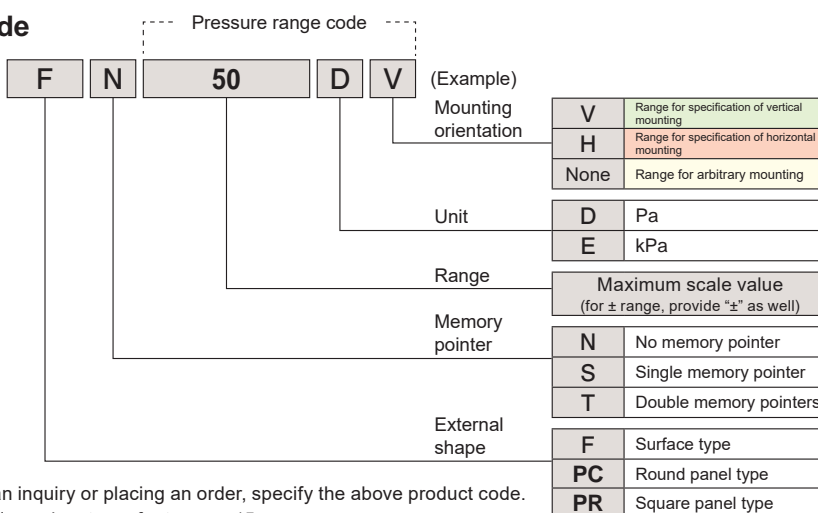 de
Pressure range code
F N 50 D V (Example)
Mounting
orientation
V Range for specification of vertical
mounting
H Range for specification of horizontal
mounting
None Range for arbitrary mounting
Unit
D Pa
E kPa
Range
Maximum scale value
(for ± range, provide “±” as well)
Memory
pointer
N No memory pointer
S Single memory pointer
T Double memory pointers
External
shape
F Surface type
PC Round panel type
PR Square panel type
an inquiry or placing an order, specify the above product code.